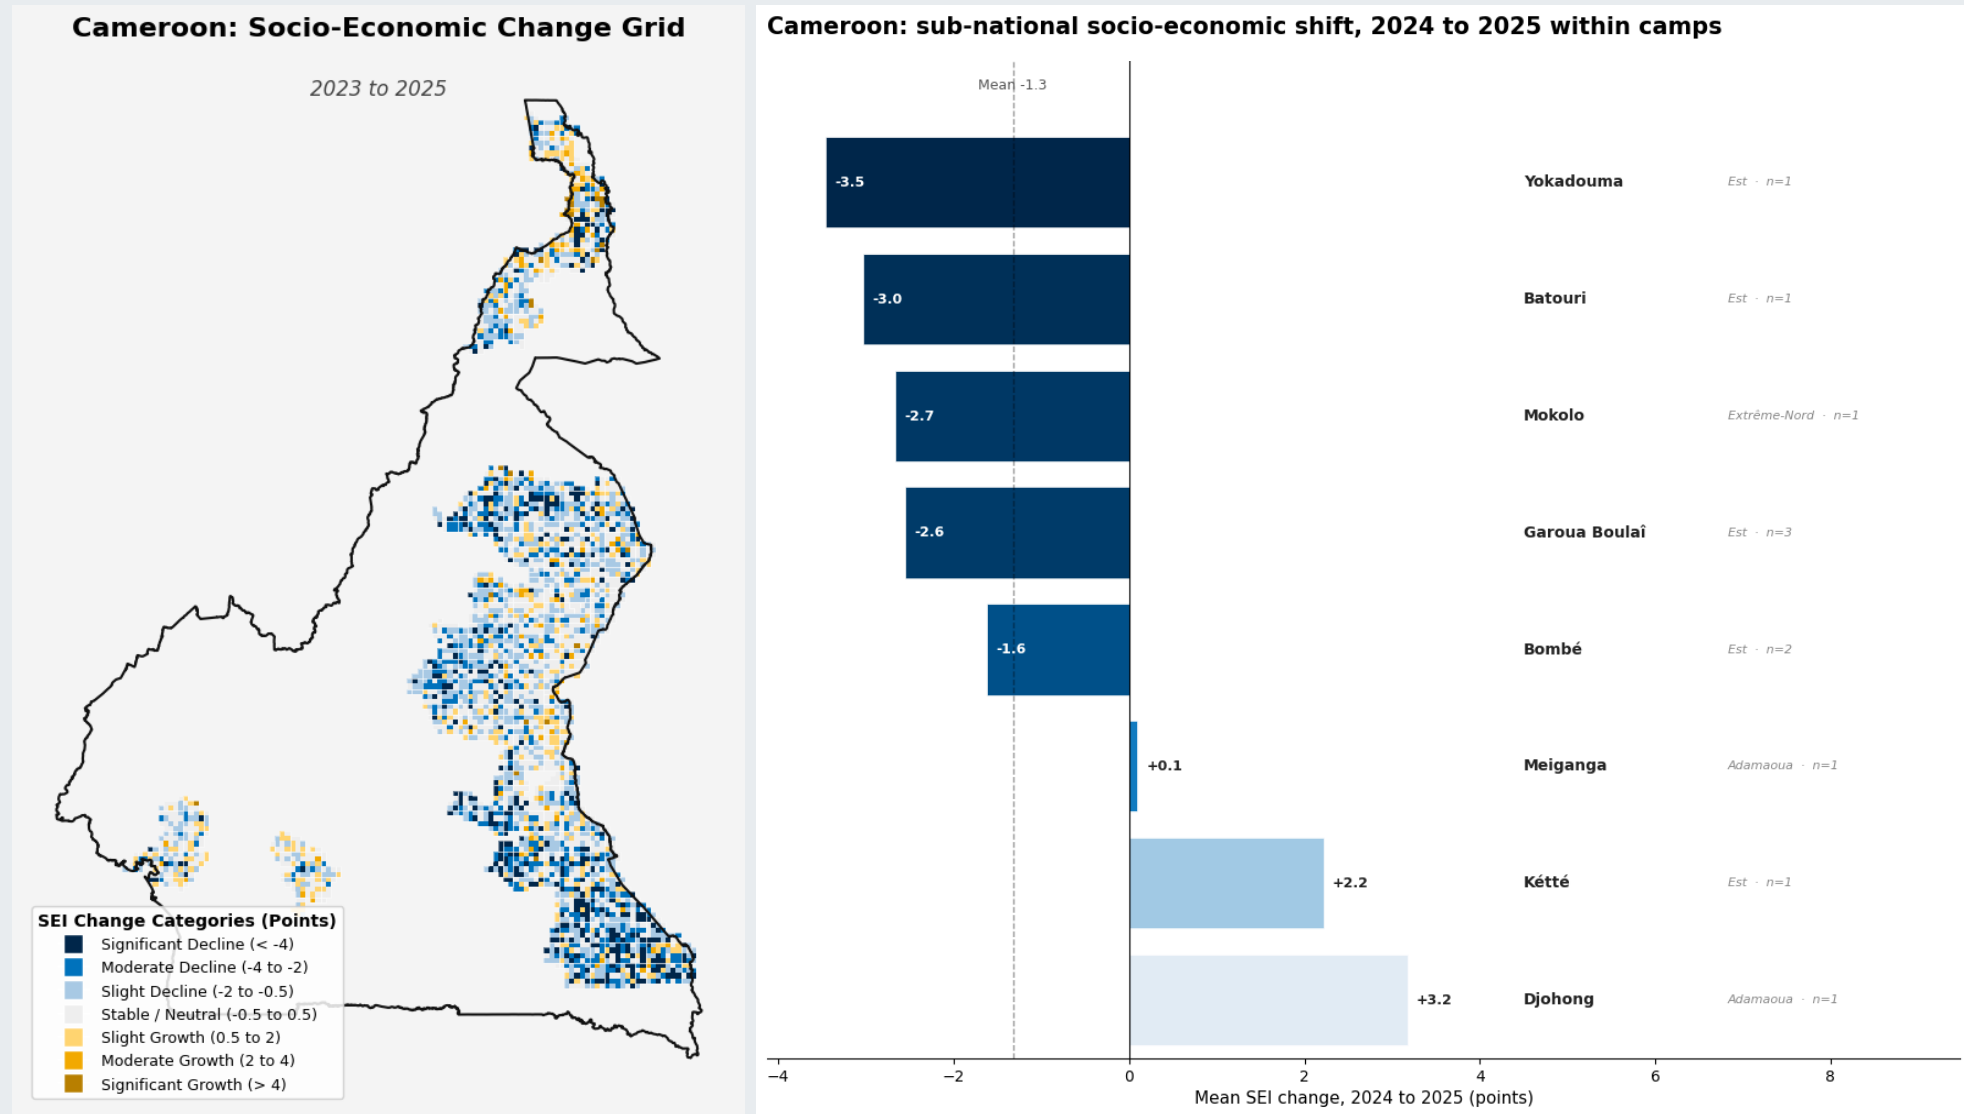 Cameroon: Socio-Economic Change Grid
2023 to 2025
SEI Change Categories (Points)
Significant Decline (< -4)
Moderate Decline (-4 to -2)
Slight Decline (-2 to -0.5)
Stable / Neutral (-0.5 to 0.5)
Slight Growth (0.5 to 2)
Moderate Growth (2 to 4)
Significant Growth (> 4)
Cameroon: sub-national socio-economic shift, 2024 to 2025 within camps
Mean -1.3
-3.5 Yokadouma Est · n=1
-3.0 Batouri Est · n=1
-2.7 Mokolo Extrême-Nord · n=1
-2.6 Garoua Boulaî Est · n=3
-1.6 Bombé Est · n=2
+0.1 Meiganga Adamaoua · n=1
+2.2 Kétté Est · n=1
+3.2 Djohong Adamaoua · n=1
−4 −2 0 2 4 6 8
Mean SEI change, 2024 to 2025 (points)